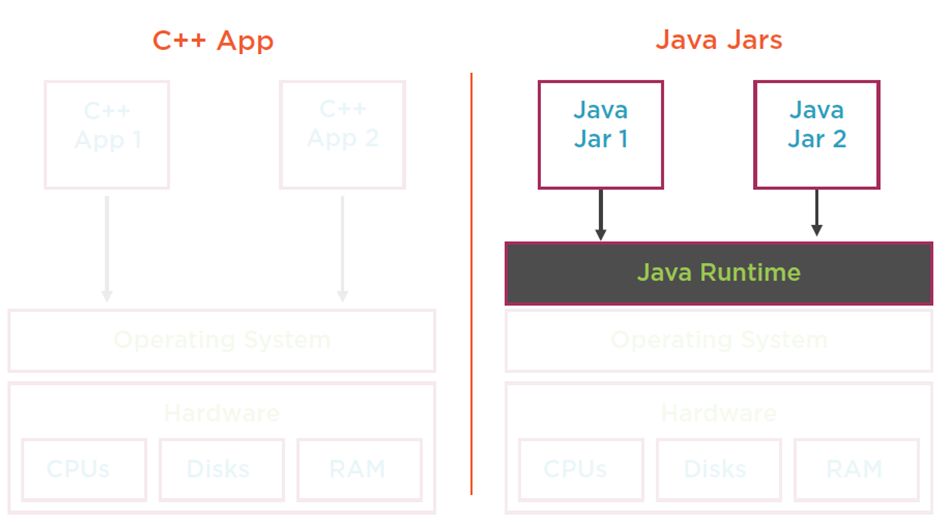 C++ App
C++
App 1
C++
App 2
Operating System
Hardware
CPUs
Disks
RAM
Java Jars
Java
Jar 1
Java
Jar 2
Java Runtime
Operating System
Hardware
CPUs
Disks
RAM